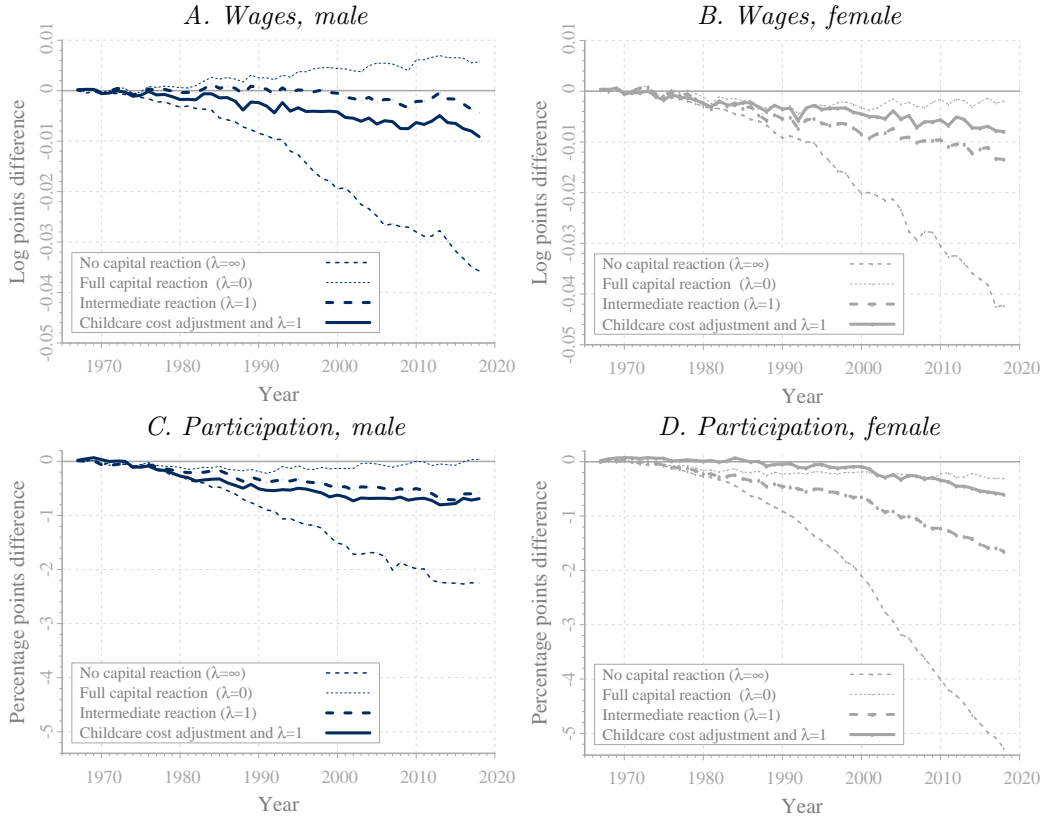 A. Wages, male
0.01
0
-0.01
-0.02
-0.03
-0.04
-0.05
Log points difference
No capital reaction (λ=∞)
Full capital reaction (λ=0)
Intermediate reaction (λ=1)
Childcare cost adjustment and λ=1
1970 1980 1990 2000 2010 2020
Year
B. Wages, female
0.01
0
-0.01
-0.02
-0.03
-0.04
-0.05
Log points difference
No capital reaction (λ=∞)
Full capital reaction (λ=0)
Intermediate reaction (λ=1)
Childcare cost adjustment and λ=1
1970 1980 1990 2000 2010 2020
Year
C. Participation, male
0
-1
-2
-3
-4
-5
Percentage points difference
No capital reaction (λ=∞)
Full capital reaction (λ=0)
Intermediate reaction (λ=1)
Childcare cost adjustment and λ=1
1970 1980 1990 2000 2010 2020
Year
D. Participation, female
0
-1
-2
-3
-4
-5
Percentage points difference
No capital reaction (λ=∞)
Full capital reaction (λ=0)
Intermediate reaction (λ=1)
Childcare cost adjustment and λ=1
1970 1980 1990 2000 2010 2020
Year